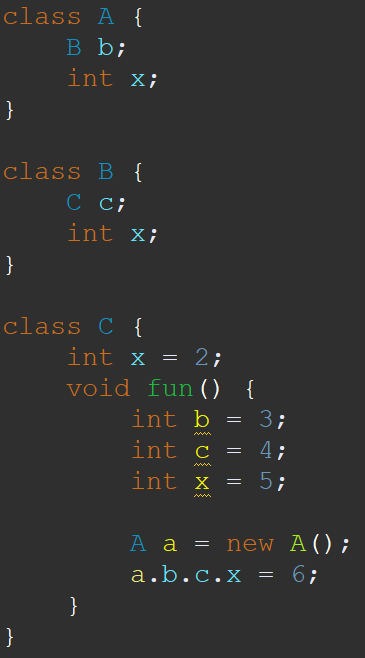 class A {
    B b;
    int x;
}

class B {
    C c;
    int x;
}

class C {
    int x = 2;
    void fun() {
        int b = 3;
        int c = 4;
        int x = 5;

        A a = new A();
        a.b.c.x = 6;
    }
}